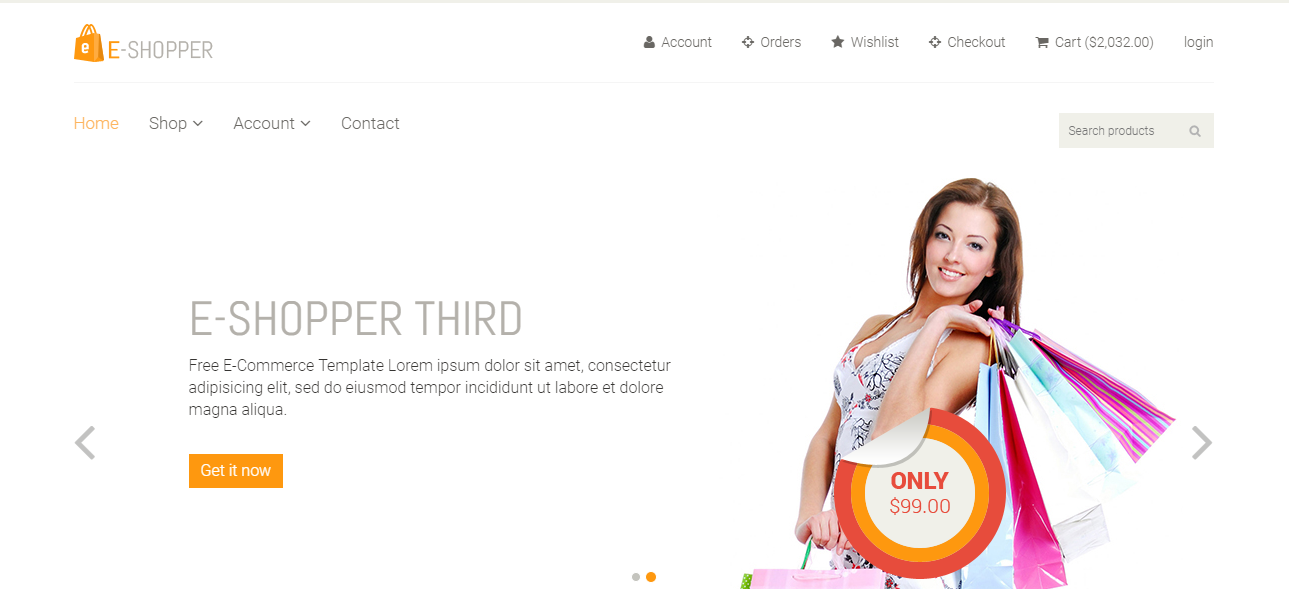 e E-SHOPPER
Account Orders Wishlist Checkout Cart ($2,032.00) login
Home Shop Account Contact
Search products
E-SHOPPER THIRD
Free E-Commerce Template Lorem ipsum dolor sit amet, consectetur
adipisicing elit, sed do eiusmod tempor incididunt ut labore et dolore
magna aliqua.
Get it now
ONLY
$99.00